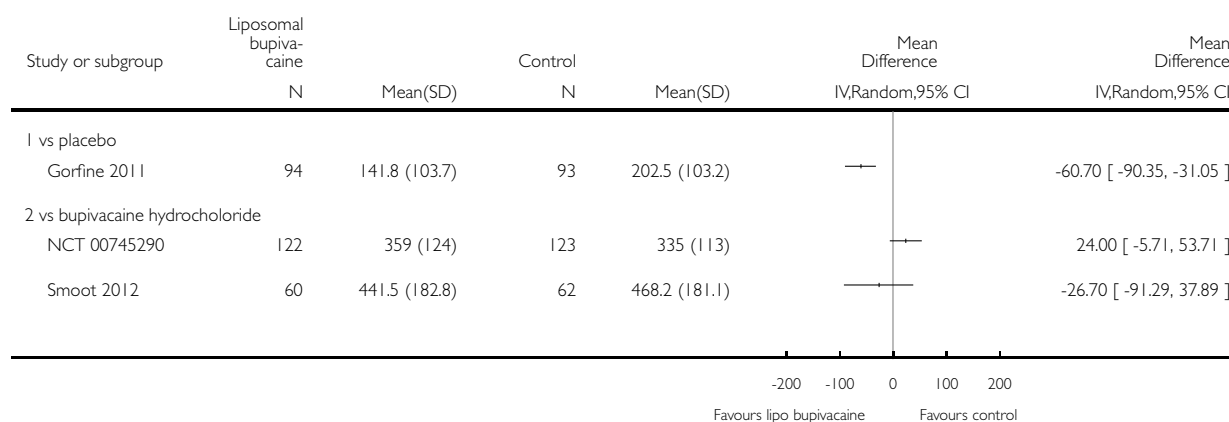 Study or subgroup
Liposomal
bupiva-
caine
Control
Mean
Difference
Mean
Difference
N Mean(SD) N Mean(SD) IV,Random,95% CI IV,Random,95% CI
1 vs placebo
Gorfine 2011 94 141.8 (103.7) 93 202.5 (103.2) -60.70 [ -90.35, -31.05 ]
2 vs bupivacaine hydrocholoride
NCT 00745290 122 359 (124) 123 335 (113) 24.00 [ -5.71, 53.71 ]
Smoot 2012 60 441.5 (182.8) 62 468.2 (181.1) -26.70 [ -91.29, 37.89 ]
-200 -100 0 100 200
Favours lipo bupivacaine Favours control